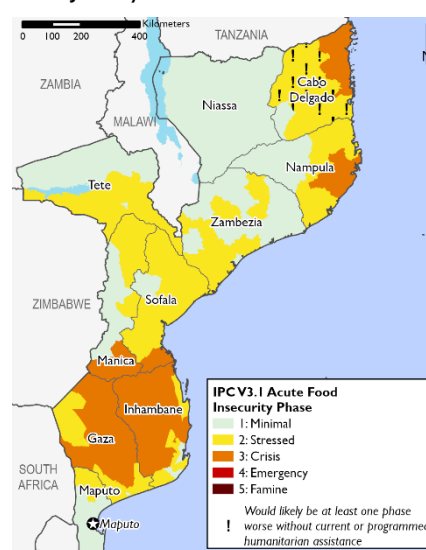 Kilometers
0 100 200 400
TANZANIA
ZAMBIA
MALAWI
Niassa
Cabo
Delgado
Nampula
Tete
Zambezia
ZIMBABWE
Sofala
Manica
Inhambane
Gaza
SOUTH
AFRICA
Maputo
Maputo
IPC V3.1 Acute Food
Insecurity Phase
1: Minimal
2: Stressed
3: Crisis
4: Emergency
5: Famine
! Would likely be at least one phase
worse without current or programmed
humanitarian assistance